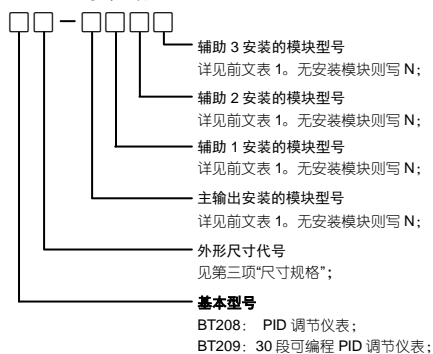 辅助 3 安装的模块型号
详见前文表 1。无安装模块则写 N；
辅助 2 安装的模块型号
详见前文表 1。无安装模块则写 N；
辅助 1 安装的模块型号
详见前文表 1。无安装模块则写 N；
主输出安装的模块型号
详见前文表 1。无安装模块则写 N；
外形尺寸代号
见第三项“尺寸规格”；
基本型号
BT208： PID 调节仪表；
BT209：30 段可编程 PID 调节仪表；